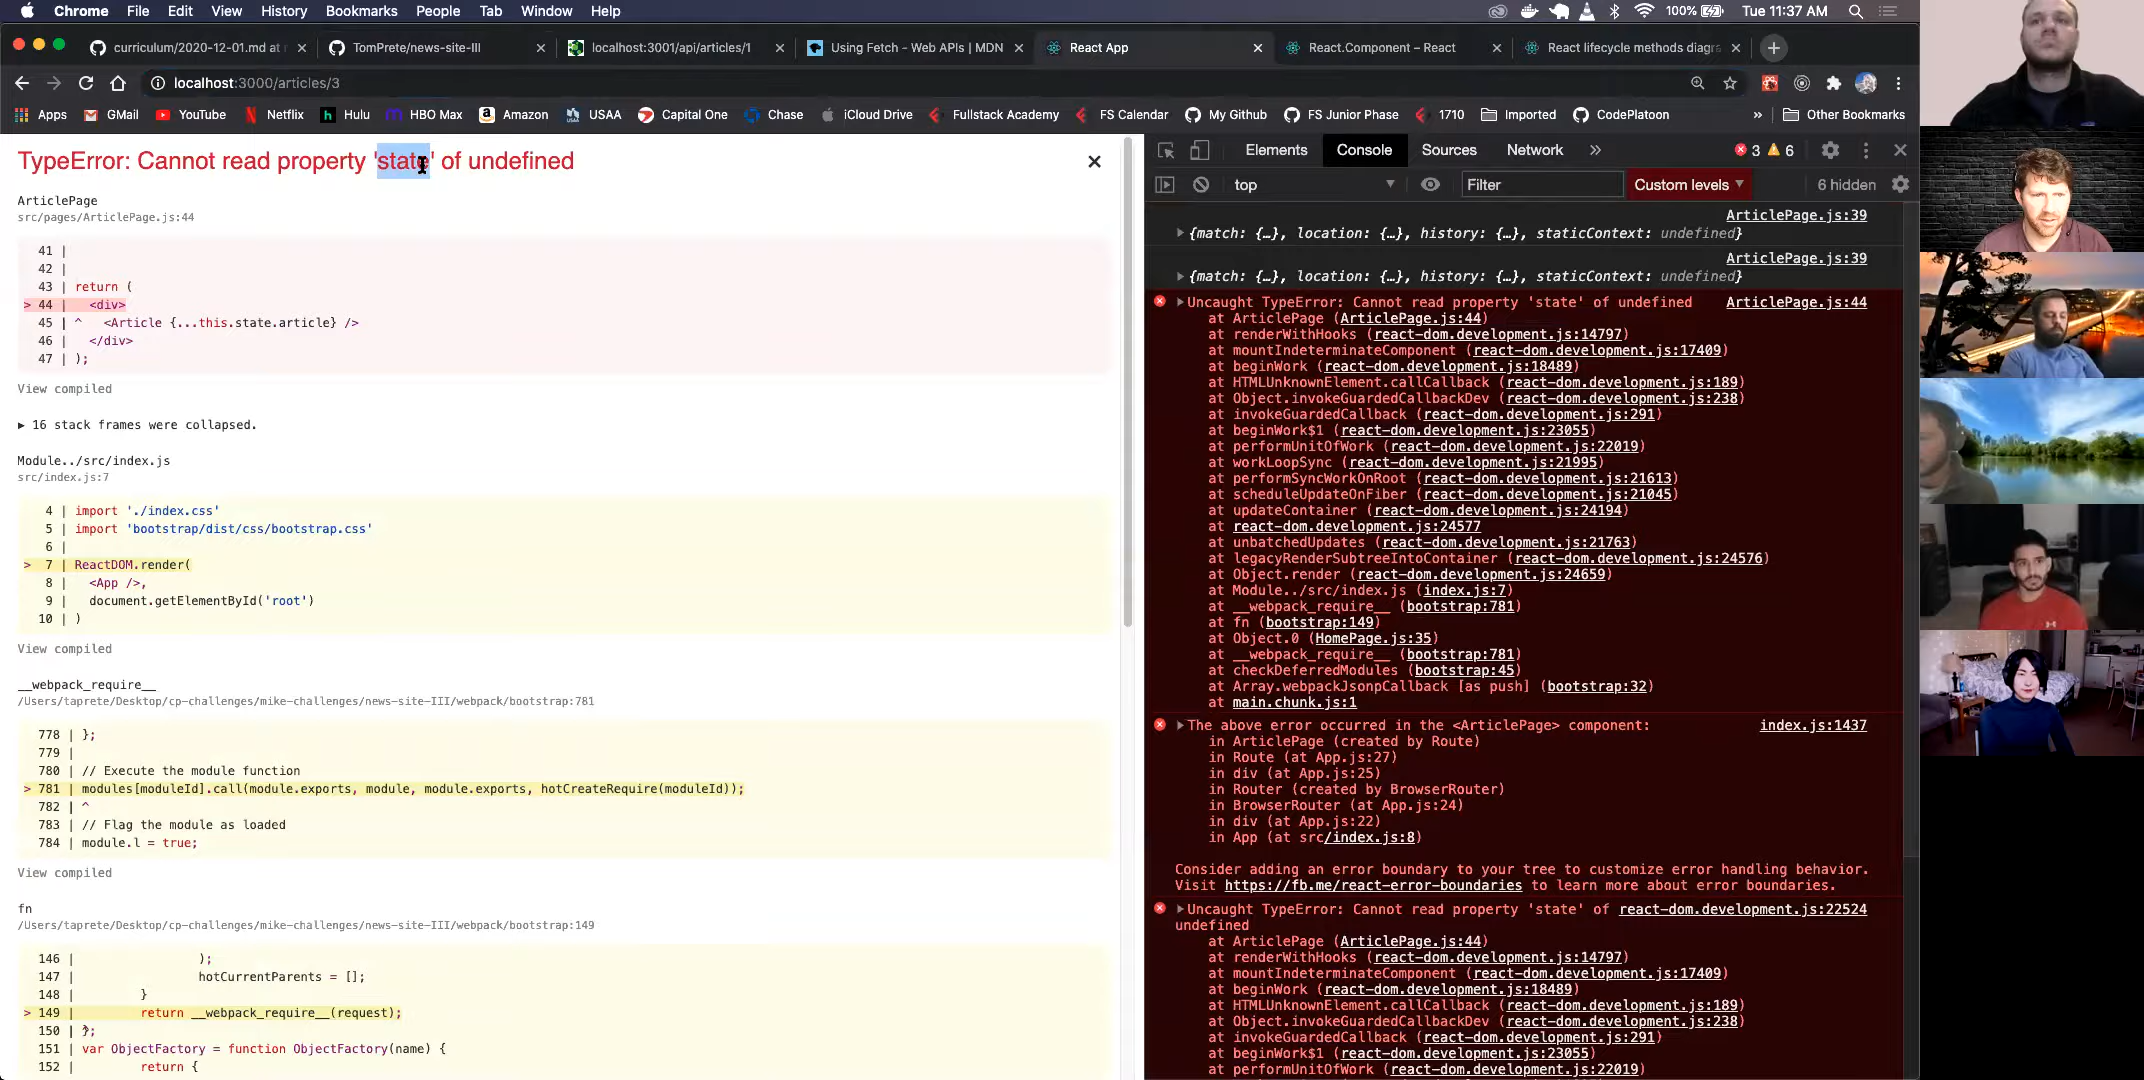 Chrome File Edit View History Bookmarks People Tab Window Help 100% Tue 11:37 AM
curriculum/2020-12-01.md at TomPrete/news-site-III localhost:3001/api/articles/1 Using Fetch - Web APIs | MDN React App React.Component – React React lifecycle methods diagra
localhost:3000/articles/3
Apps GMail YouTube Netflix Hulu HBO Max Amazon USAA Capital One Chase iCloud Drive Fullstack Academy FS Calendar My Github FS Junior Phase 1710 Imported CodePlatoon » Other Bookmarks
TypeError: Cannot read property 'state' of undefined
ArticlePage
src/pages/ArticlePage.js:44
41 |
42 |
43 | return (
> 44 | <div>
45 | ^ <Article {...this.state.article} />
46 | </div>
47 | );
View compiled
▶ 16 stack frames were collapsed.
Module../src/index.js
src/index.js:7
4 | import './index.css'
5 | import 'bootstrap/dist/css/bootstrap.css'
6 |
> 7 | ReactDOM.render(
8 | <App />,
9 | document.getElementById('root')
10 | )
View compiled
__webpack_require__
/Users/taprete/Desktop/cp-challenges/mike-challenges/news-site-III/webpack/bootstrap:781
778 | };
779 |
780 | // Execute the module function
> 781 | modules[moduleId].call(module.exports, module, module.exports, hotCreateRequire(moduleId));
782 | ^
783 | // Flag the module as loaded
784 | module.l = true;
View compiled
fn
/Users/taprete/Desktop/cp-challenges/mike-challenges/news-site-III/webpack/bootstrap:149
146 | );
147 | hotCurrentParents = [];
148 | }
> 149 | return __webpack_require__(request);
150 | };
151 | var ObjectFactory = function ObjectFactory(name) {
152 | return {
Elements Console Sources Network » 3 6
top Filter Custom levels 6 hidden
ArticlePage.js:39
{match: {…}, location: {…}, history: {…}, staticContext: undefined}
ArticlePage.js:39
{match: {…}, location: {…}, history: {…}, staticContext: undefined}
Uncaught TypeError: Cannot read property 'state' of undefined ArticlePage.js:44
at ArticlePage (ArticlePage.js:44)
at renderWithHooks (react-dom.development.js:14797)
at mountIndeterminateComponent (react-dom.development.js:17409)
at beginWork (react-dom.development.js:18489)
at HTMLUnknownElement.callCallback (react-dom.development.js:189)
at Object.invokeGuardedCallbackDev (react-dom.development.js:238)
at invokeGuardedCallback (react-dom.development.js:291)
at beginWork$1 (react-dom.development.js:23055)
at performUnitOfWork (react-dom.development.js:22019)
at workLoopSync (react-dom.development.js:21995)
at performSyncWorkOnRoot (react-dom.development.js:21613)
at scheduleUpdateOnFiber (react-dom.development.js:21045)
at updateContainer (react-dom.development.js:24194)
at react-dom.development.js:24577
at unbatchedUpdates (react-dom.development.js:21763)
at legacyRenderSubtreeIntoContainer (react-dom.development.js:24576)
at Object.render (react-dom.development.js:24659)
at Module../src/index.js (index.js:7)
at __webpack_require__ (bootstrap:781)
at fn (bootstrap:149)
at Object.0 (HomePage.js:35)
at __webpack_require__ (bootstrap:781)
at checkDeferredModules (bootstrap:45)
at Array.webpackJsonpCallback [as push] (bootstrap:32)
at main.chunk.js:1
The above error occurred in the <ArticlePage> component: index.js:1437
in ArticlePage (created by Route)
in Route (at App.js:27)
in div (at App.js:25)
in Router (created by BrowserRouter)
in BrowserRouter (at App.js:24)
in div (at App.js:22)
in App (at src/index.js:8)
Consider adding an error boundary to your tree to customize error handling behavior.
Visit https://fb.me/react-error-boundaries to learn more about error boundaries.
Uncaught TypeError: Cannot read property 'state' of react-dom.development.js:22524
undefined
at ArticlePage (ArticlePage.js:44)
at renderWithHooks (react-dom.development.js:14797)
at mountIndeterminateComponent (react-dom.development.js:17409)
at beginWork (react-dom.development.js:18489)
at HTMLUnknownElement.callCallback (react-dom.development.js:189)
at Object.invokeGuardedCallbackDev (react-dom.development.js:238)
at invokeGuardedCallback (react-dom.development.js:291)
at beginWork$1 (react-dom.development.js:23055)
at performUnitOfWork (react-dom.development.js:22019)